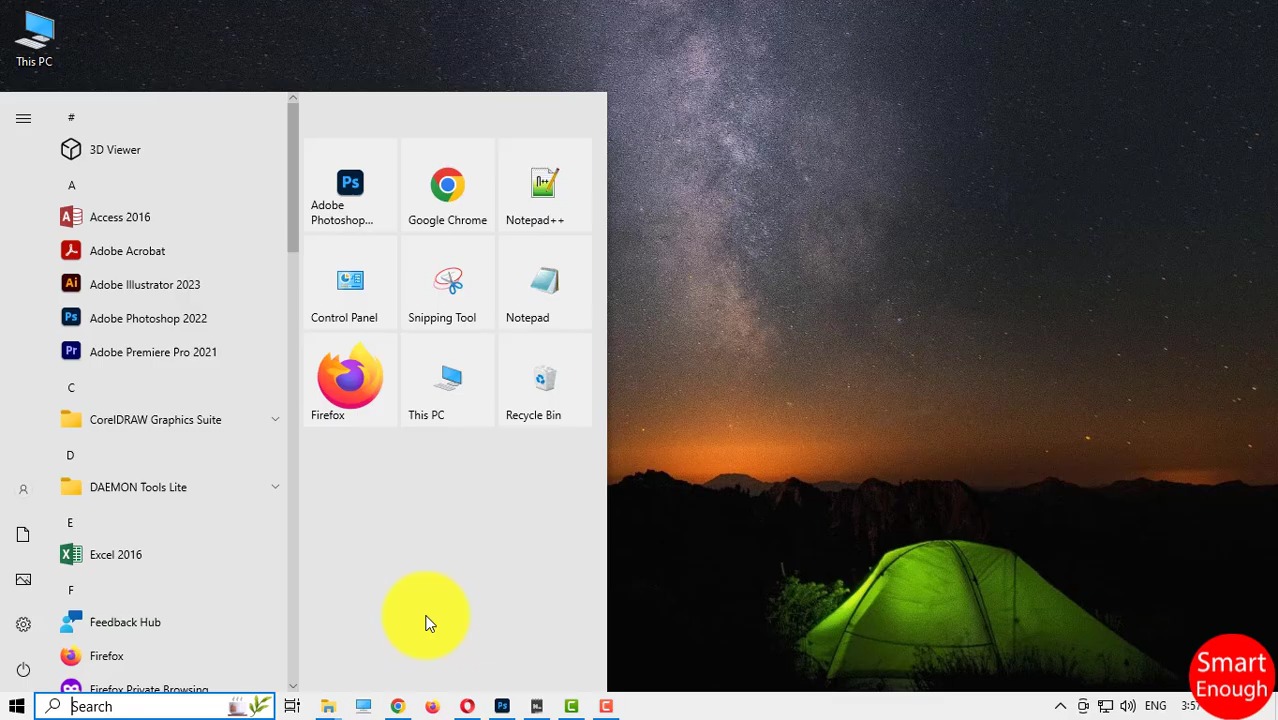 This PC
#
3D Viewer
A
Access 2016
Adobe Acrobat
Adobe Illustrator 2023
Adobe Photoshop 2022
Adobe Premiere Pro 2021
C
CorelDRAW Graphics Suite
D
DAEMON Tools Lite
E
Excel 2016
F
Feedback Hub
Firefox
Firefox Private Browsing
Adobe
Photoshop...
Google Chrome
Notepad++
Control Panel
Snipping Tool
Notepad
Firefox
This PC
Recycle Bin
Search
ENG
3:57
Smart
Enough